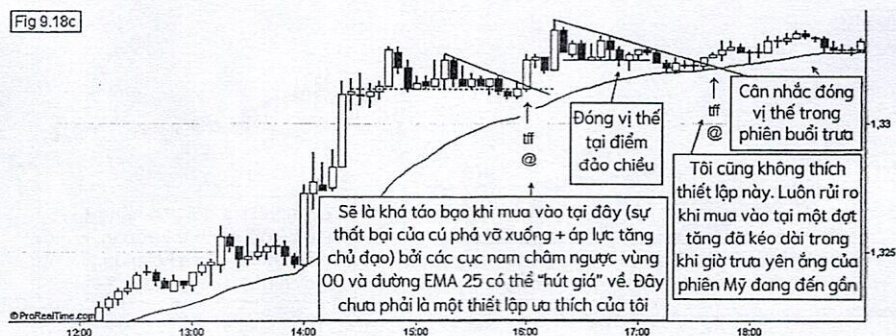 Fig 9.18c
Đóng vị thế
tại điểm
đảo chiều
Cân nhắc đóng
vị thế trong
phiên buổi trưa
1,33
tff
@
tff
@
Tôi cũng không thích
thiết lập này. Luôn rủi ro
khi mua vào tại một đợt
tăng đã kéo dài trong
khi giờ trưa yên ắng của
phiên Mỹ đang đến gần
Sẽ là khá táo bạo khi mua vào tại đây (sự
thất bại của cú phá vỡ xuống + áp lực tăng
chủ đạo) bởi các cục nam châm ngược vùng
00 và đường EMA 25 có thể "hút giá" về. Đây
chưa phải là một thiết lập ưa thích của tôi
1,325
©ProRealTime.com
12:00 13:00 14:00 15:00 16:00 17:00 18:00